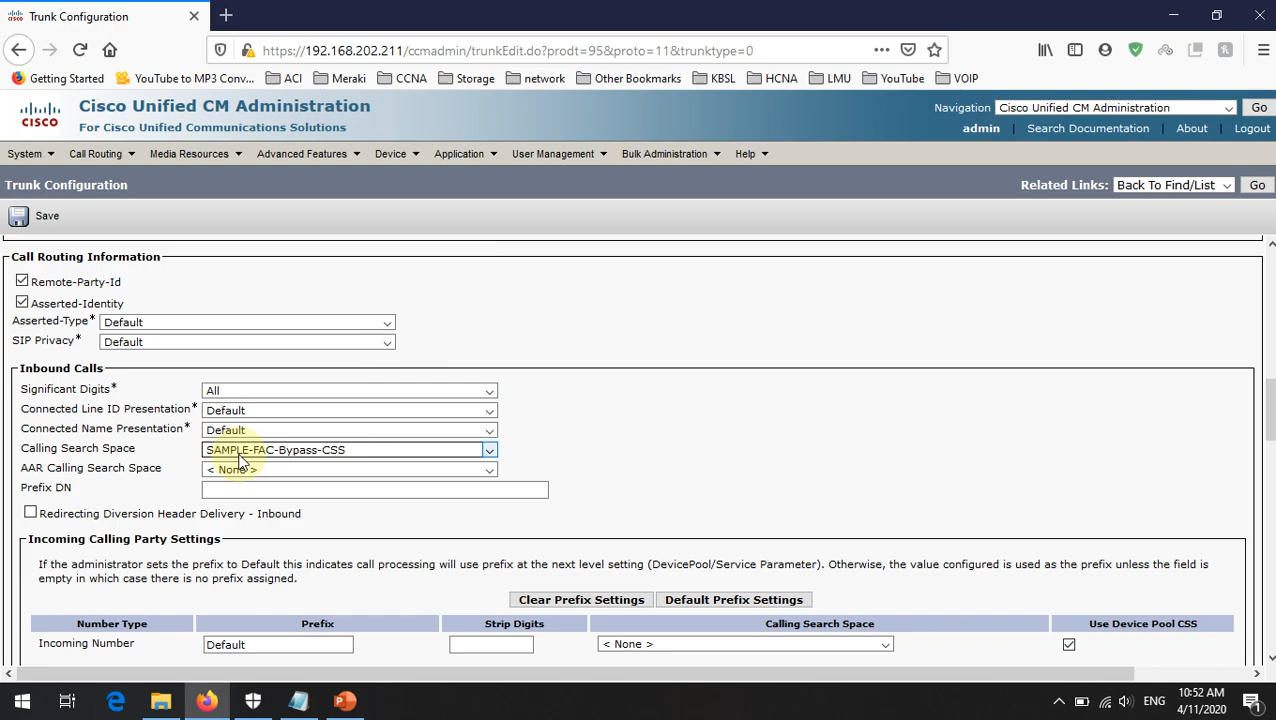 Trunk Configuration
https://192.168.202.211/ccmadmin/trunkEdit.do?prodt=95&proto=11&trunktype=0
Getting Started YouTube to MP3 Conv... ACI Meraki CCNA Storage network Other Bookmarks KBSL HCNA LMU YouTube VOIP
CISCO
Cisco Unified CM Administration
For Cisco Unified Communications Solutions
Navigation Cisco Unified CM Administration Go
admin | Search Documentation | About | Logout
System Call Routing Media Resources Advanced Features Device Application User Management Bulk Administration Help
Trunk Configuration
Related Links: Back To Find/List Go
Save
Call Routing Information
Remote-Party-Id
Asserted-Identity
Asserted-Type* Default
SIP Privacy* Default
Inbound Calls
Significant Digits* All
Connected Line ID Presentation* Default
Connected Name Presentation* Default
Calling Search Space SAMPLE-FAC-Bypass-CSS
AAR Calling Search Space < None >
Prefix DN
Redirecting Diversion Header Delivery - Inbound
Incoming Calling Party Settings
If the administrator sets the prefix to Default this indicates call processing will use prefix at the next level setting (DevicePool/Service Parameter). Otherwise, the value configured is used as the prefix unless the field is
empty in which case there is no prefix assigned.
Clear Prefix Settings Default Prefix Settings
Number Type Prefix Strip Digits Calling Search Space Use Device Pool CSS
Incoming Number Default < None >
ENG
10:52 AM
4/11/2020
1